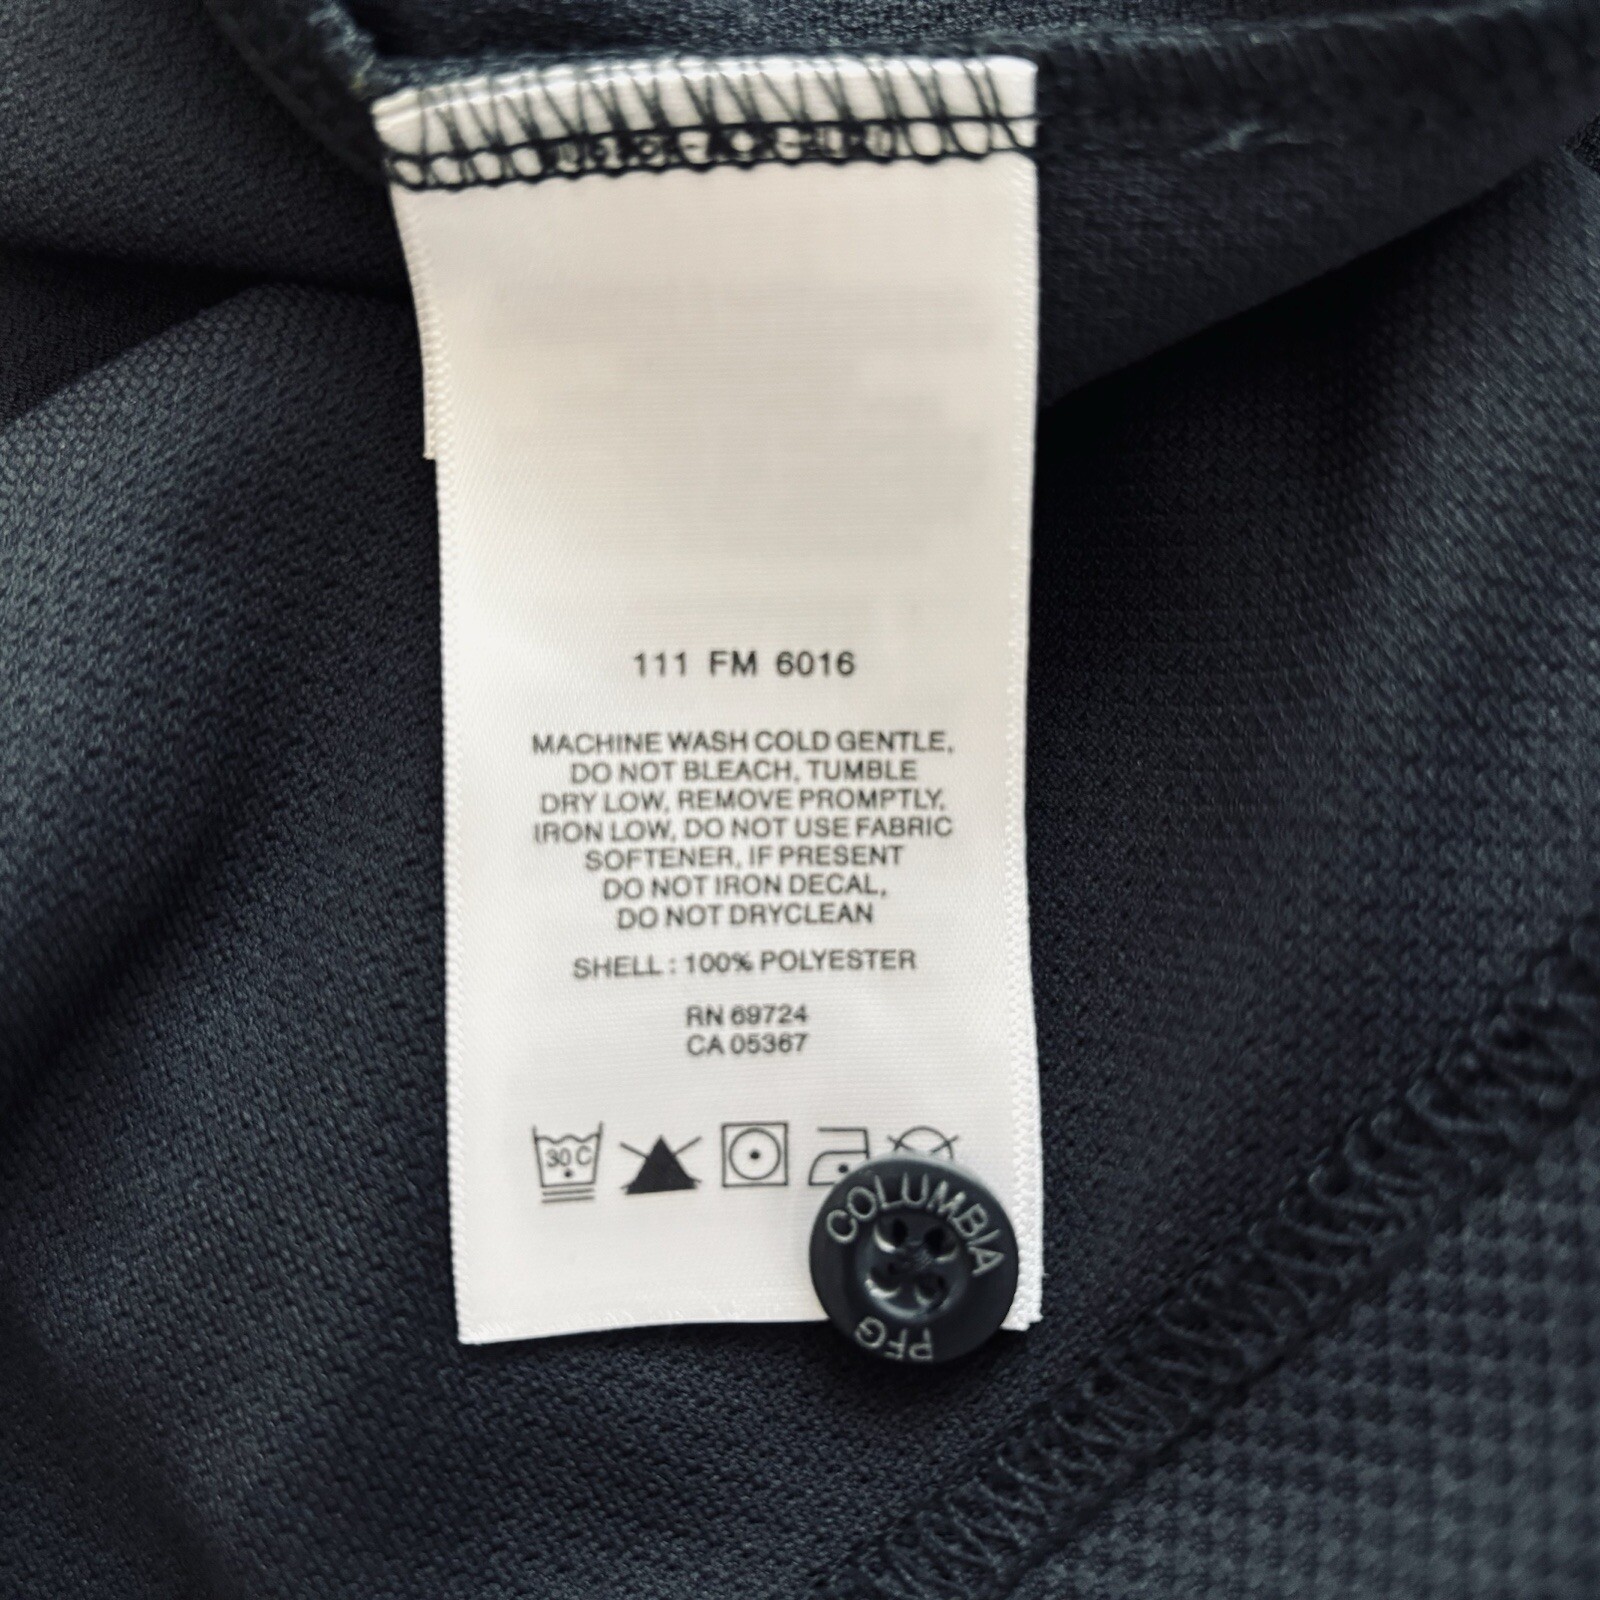 111 FM 6016
MACHINE WASH COLD GENTLE,
DO NOT BLEACH, TUMBLE
DRY LOW, REMOVE PROMPTLY,
IRON LOW, DO NOT USE FABRIC
SOFTENER, IF PRESENT
DO NOT IRON DECAL,
DO NOT DRYCLEAN
SHELL : 100% POLYESTER
RN 69724
CA 05367
30 C
COLUMBIA
PFG